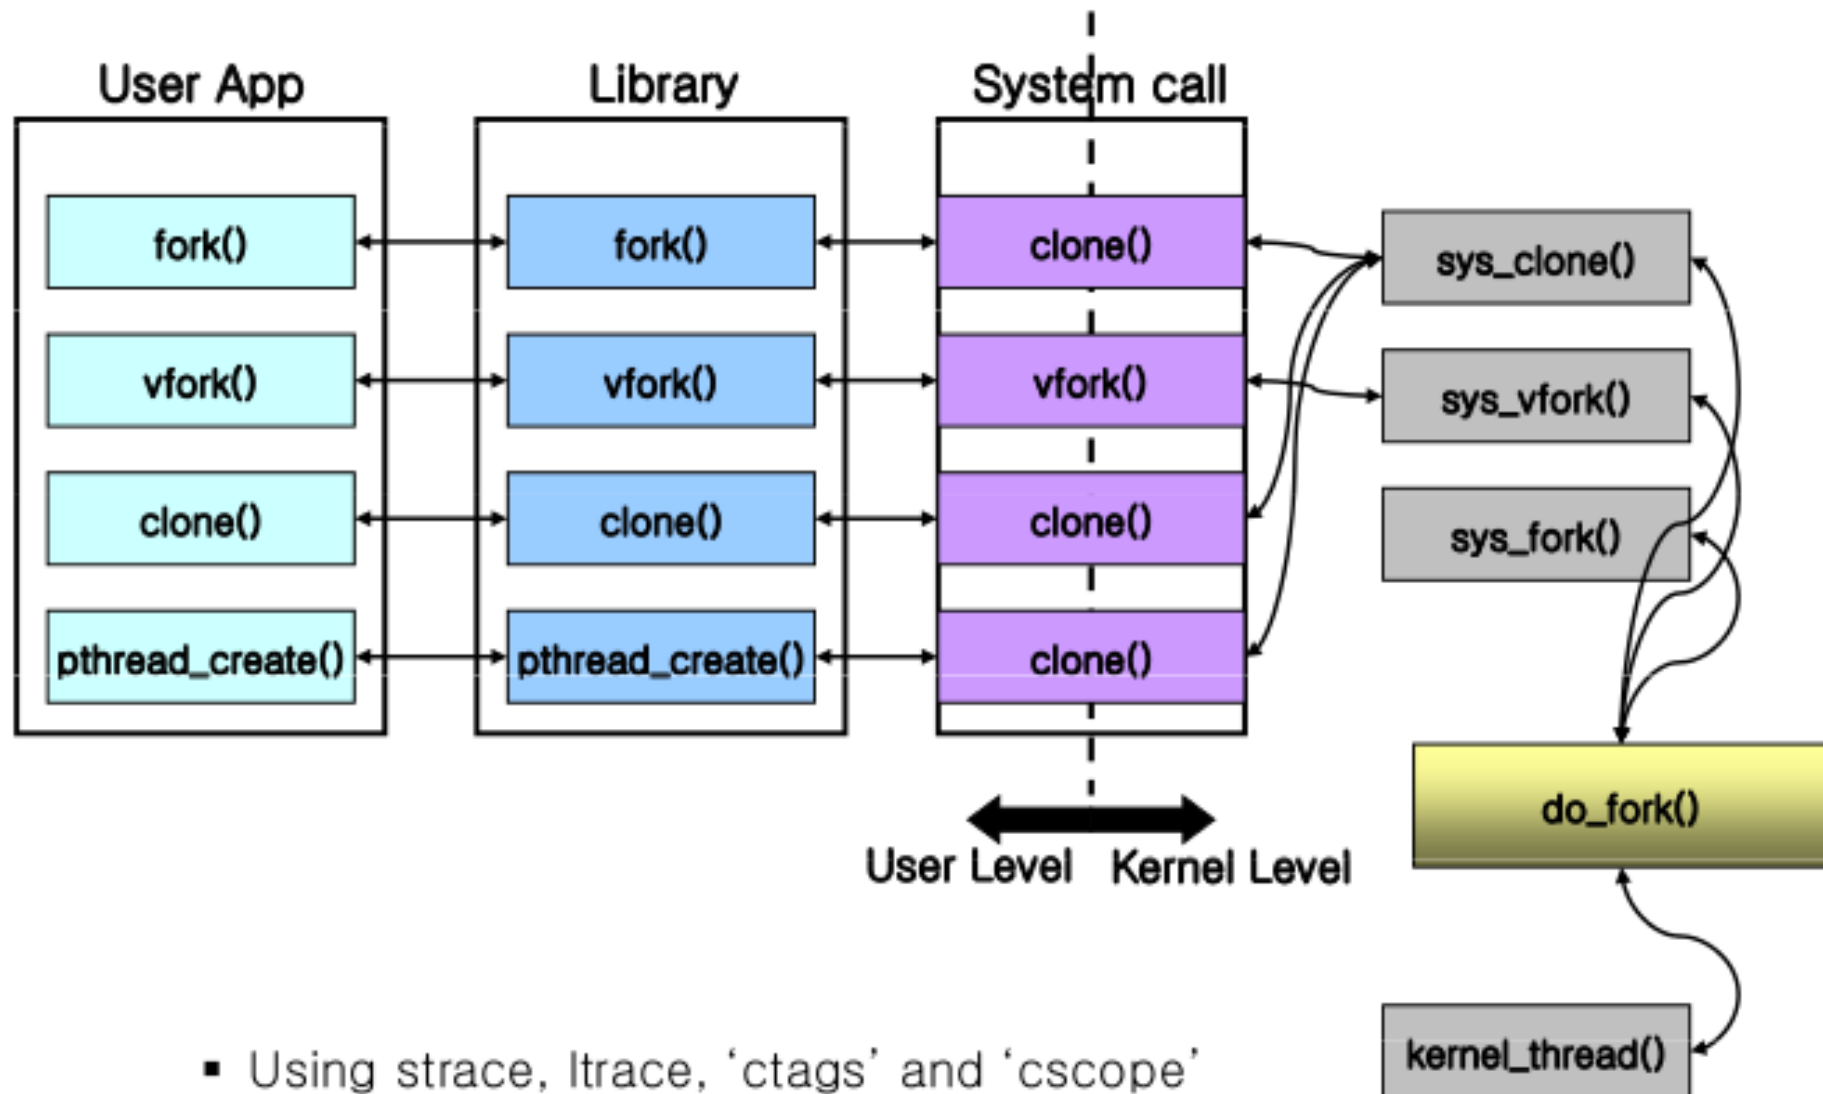 User App
Library
System call
fork()
fork()
clone()
sys_clone()
vfork()
vfork()
vfork()
sys_vfork()
clone()
clone()
clone()
sys_fork()
pthread_create()
pthread_create()
clone()
do_fork()
User Level
Kernel Level
kernel_thread()
▪ Using strace, ltrace, ‘ctags’ and ‘cscope’